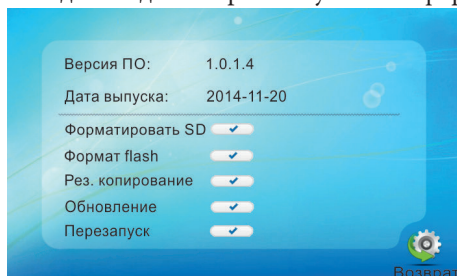 Версия ПО: 1.0.1.4
Дата выпуска: 2014-11-20
Форматировать SD
Формат flash
Рез. копирование
Обновление
Перезапуск
Возврат